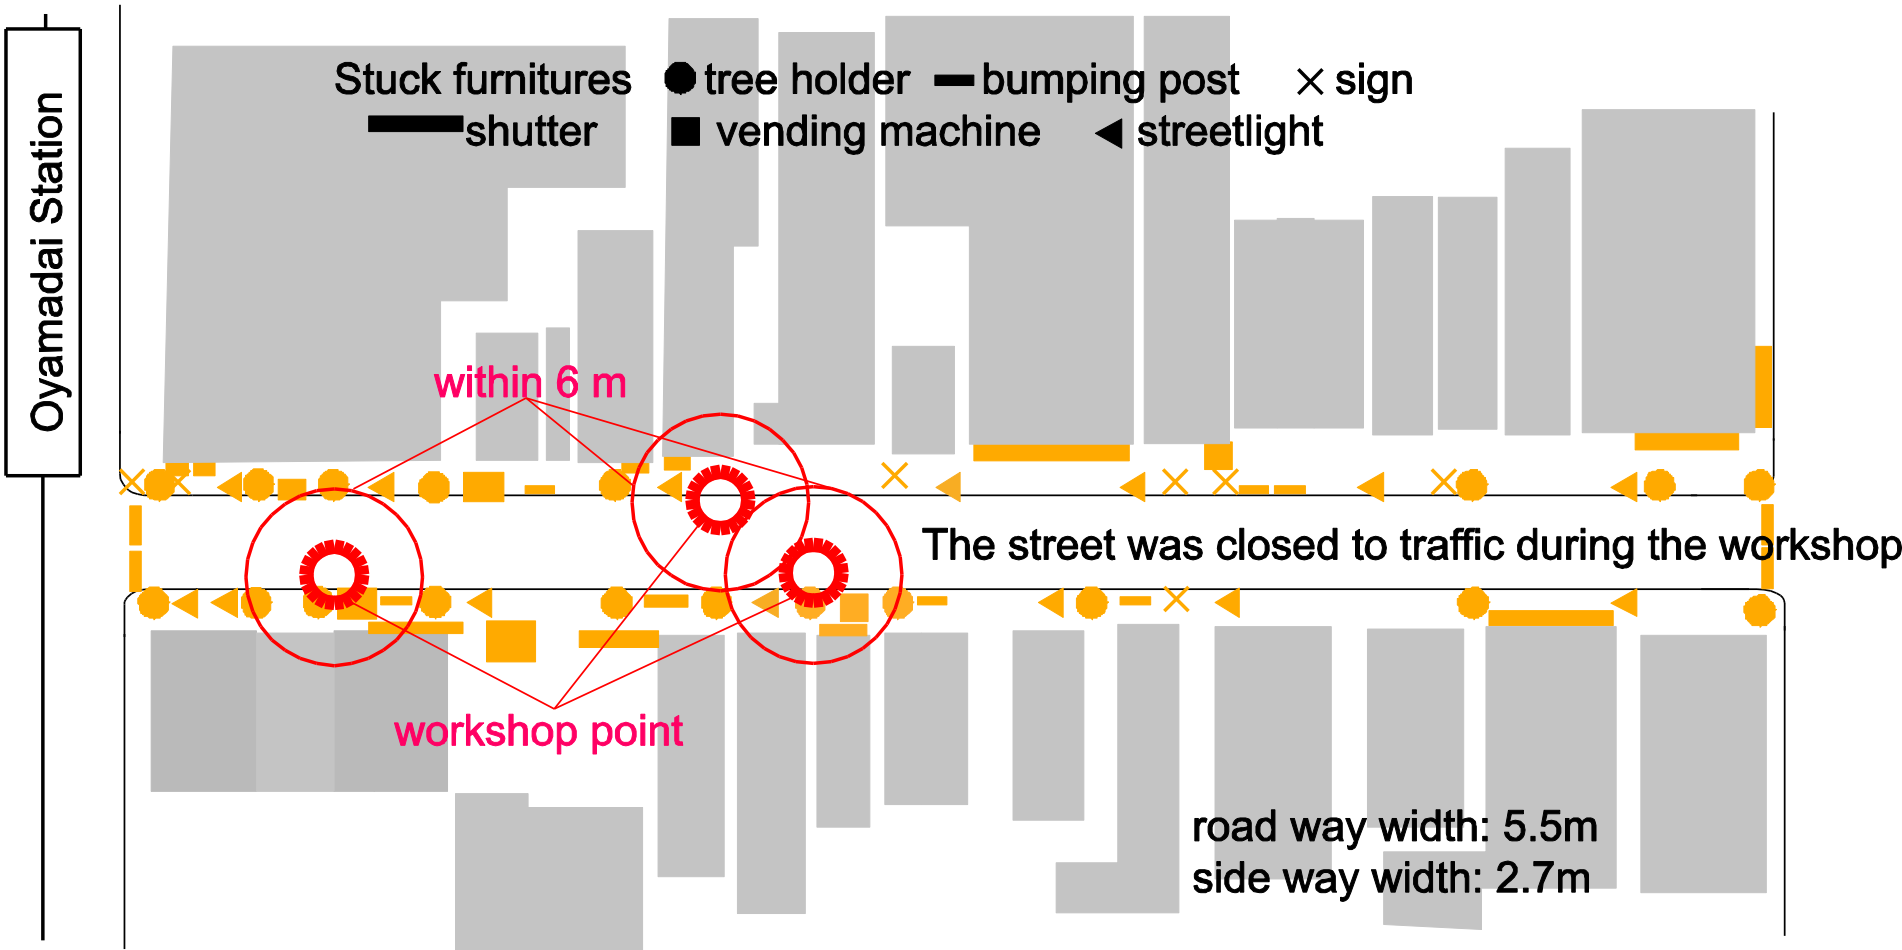 Oyamadai Station
Stuck furnitures tree holder bumping post sign
shutter vending machine streetlight
within 6 m
The street was closed to traffic during the workshop
workshop point
road way width: 5.5m
side way width: 2.7m